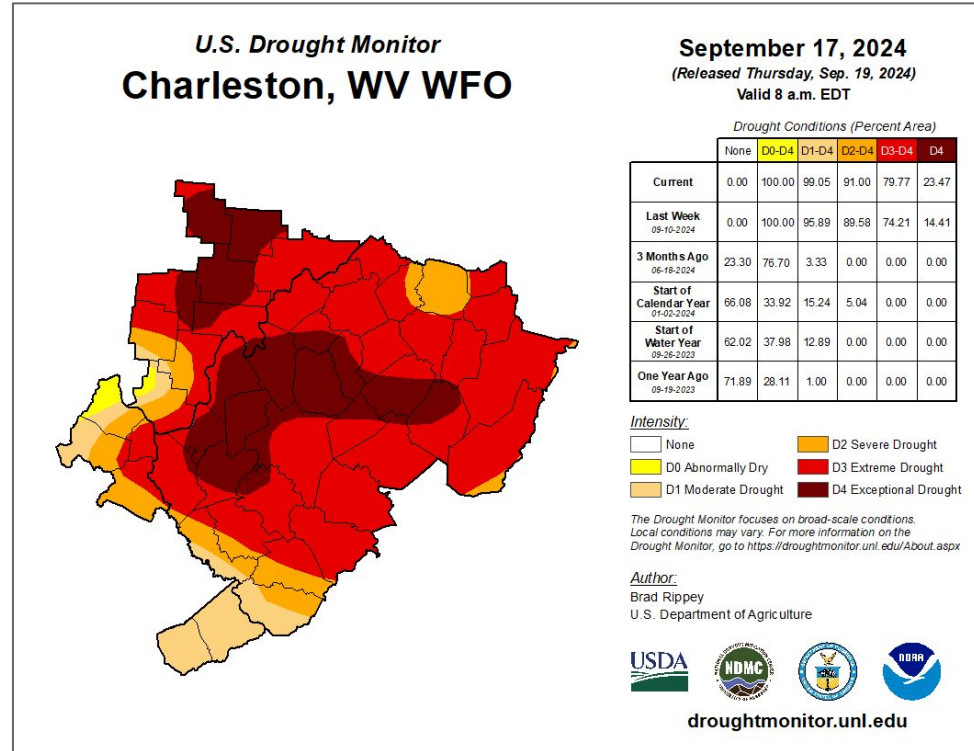 U.S. Drought Monitor
Charleston, WV WFO
September 17, 2024
(Released Thursday, Sep. 19, 2024)
Valid 8 a.m. EDT
Drought Conditions (Percent Area)
None D0-D4 D1-D4 D2-D4 D3-D4 D4
Current 0.00 100.00 99.05 91.00 79.77 23.47
Last Week 0.00 100.00 95.89 89.58 74.21 14.41
09-10-2024
3 Months Ago 23.30 76.70 3.33 0.00 0.00 0.00
06-18-2024
Start of
Calendar Year 66.08 33.92 15.24 5.04 0.00 0.00
01-02-2024
Start of
Water Year 62.02 37.98 12.89 0.00 0.00 0.00
09-26-2023
One Year Ago 71.89 28.11 1.00 0.00 0.00 0.00
09-19-2023
Intensity:
None D2 Severe Drought
D0 Abnormally Dry D3 Extreme Drought
D1 Moderate Drought D4 Exceptional Drought
The Drought Monitor focuses on broad-scale conditions.
Local conditions may vary. For more information on the
Drought Monitor, go to https://droughtmonitor.unl.edu/About.aspx
Author:
Brad Rippey
U.S. Department of Agriculture
USDA
NDMC
NOAA
droughtmonitor.unl.edu